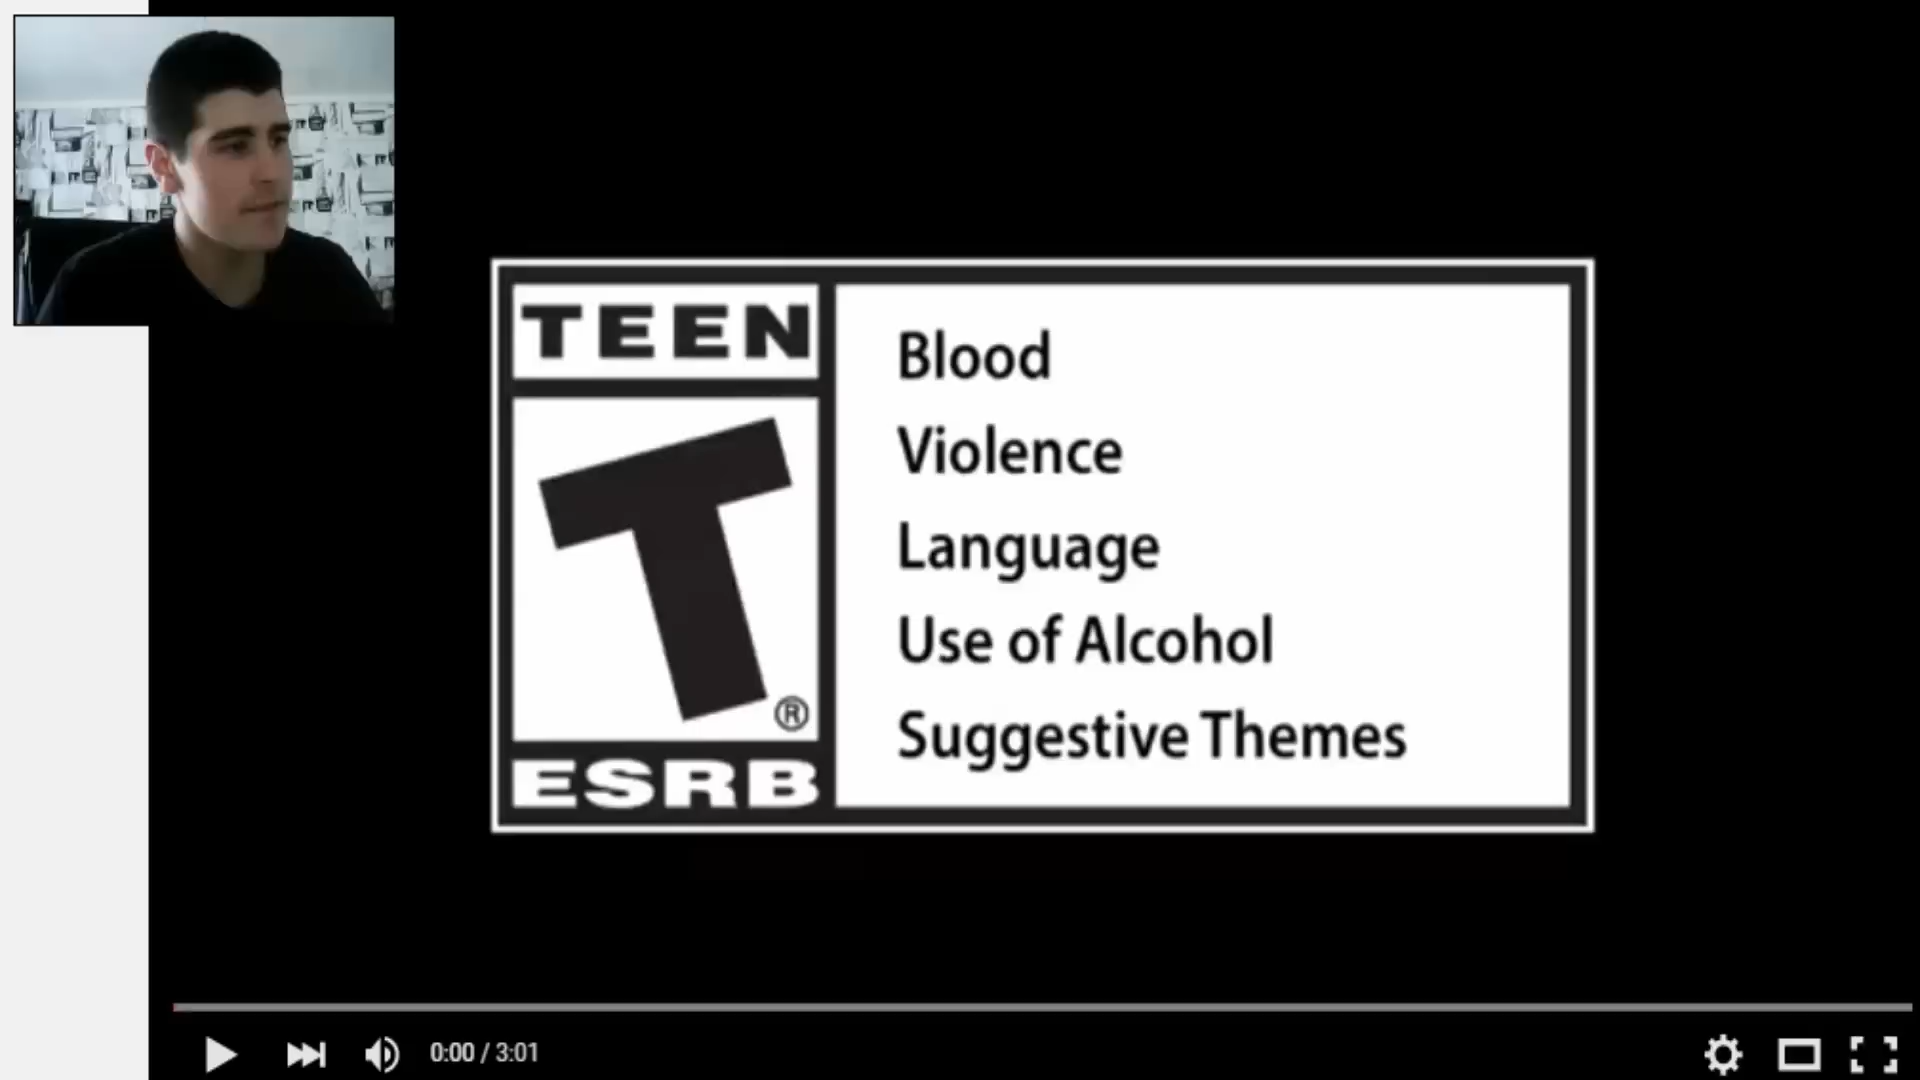 TEEN
T
®
ESRB
Blood
Violence
Language
Use of Alcohol
Suggestive Themes
0:00 / 3:01